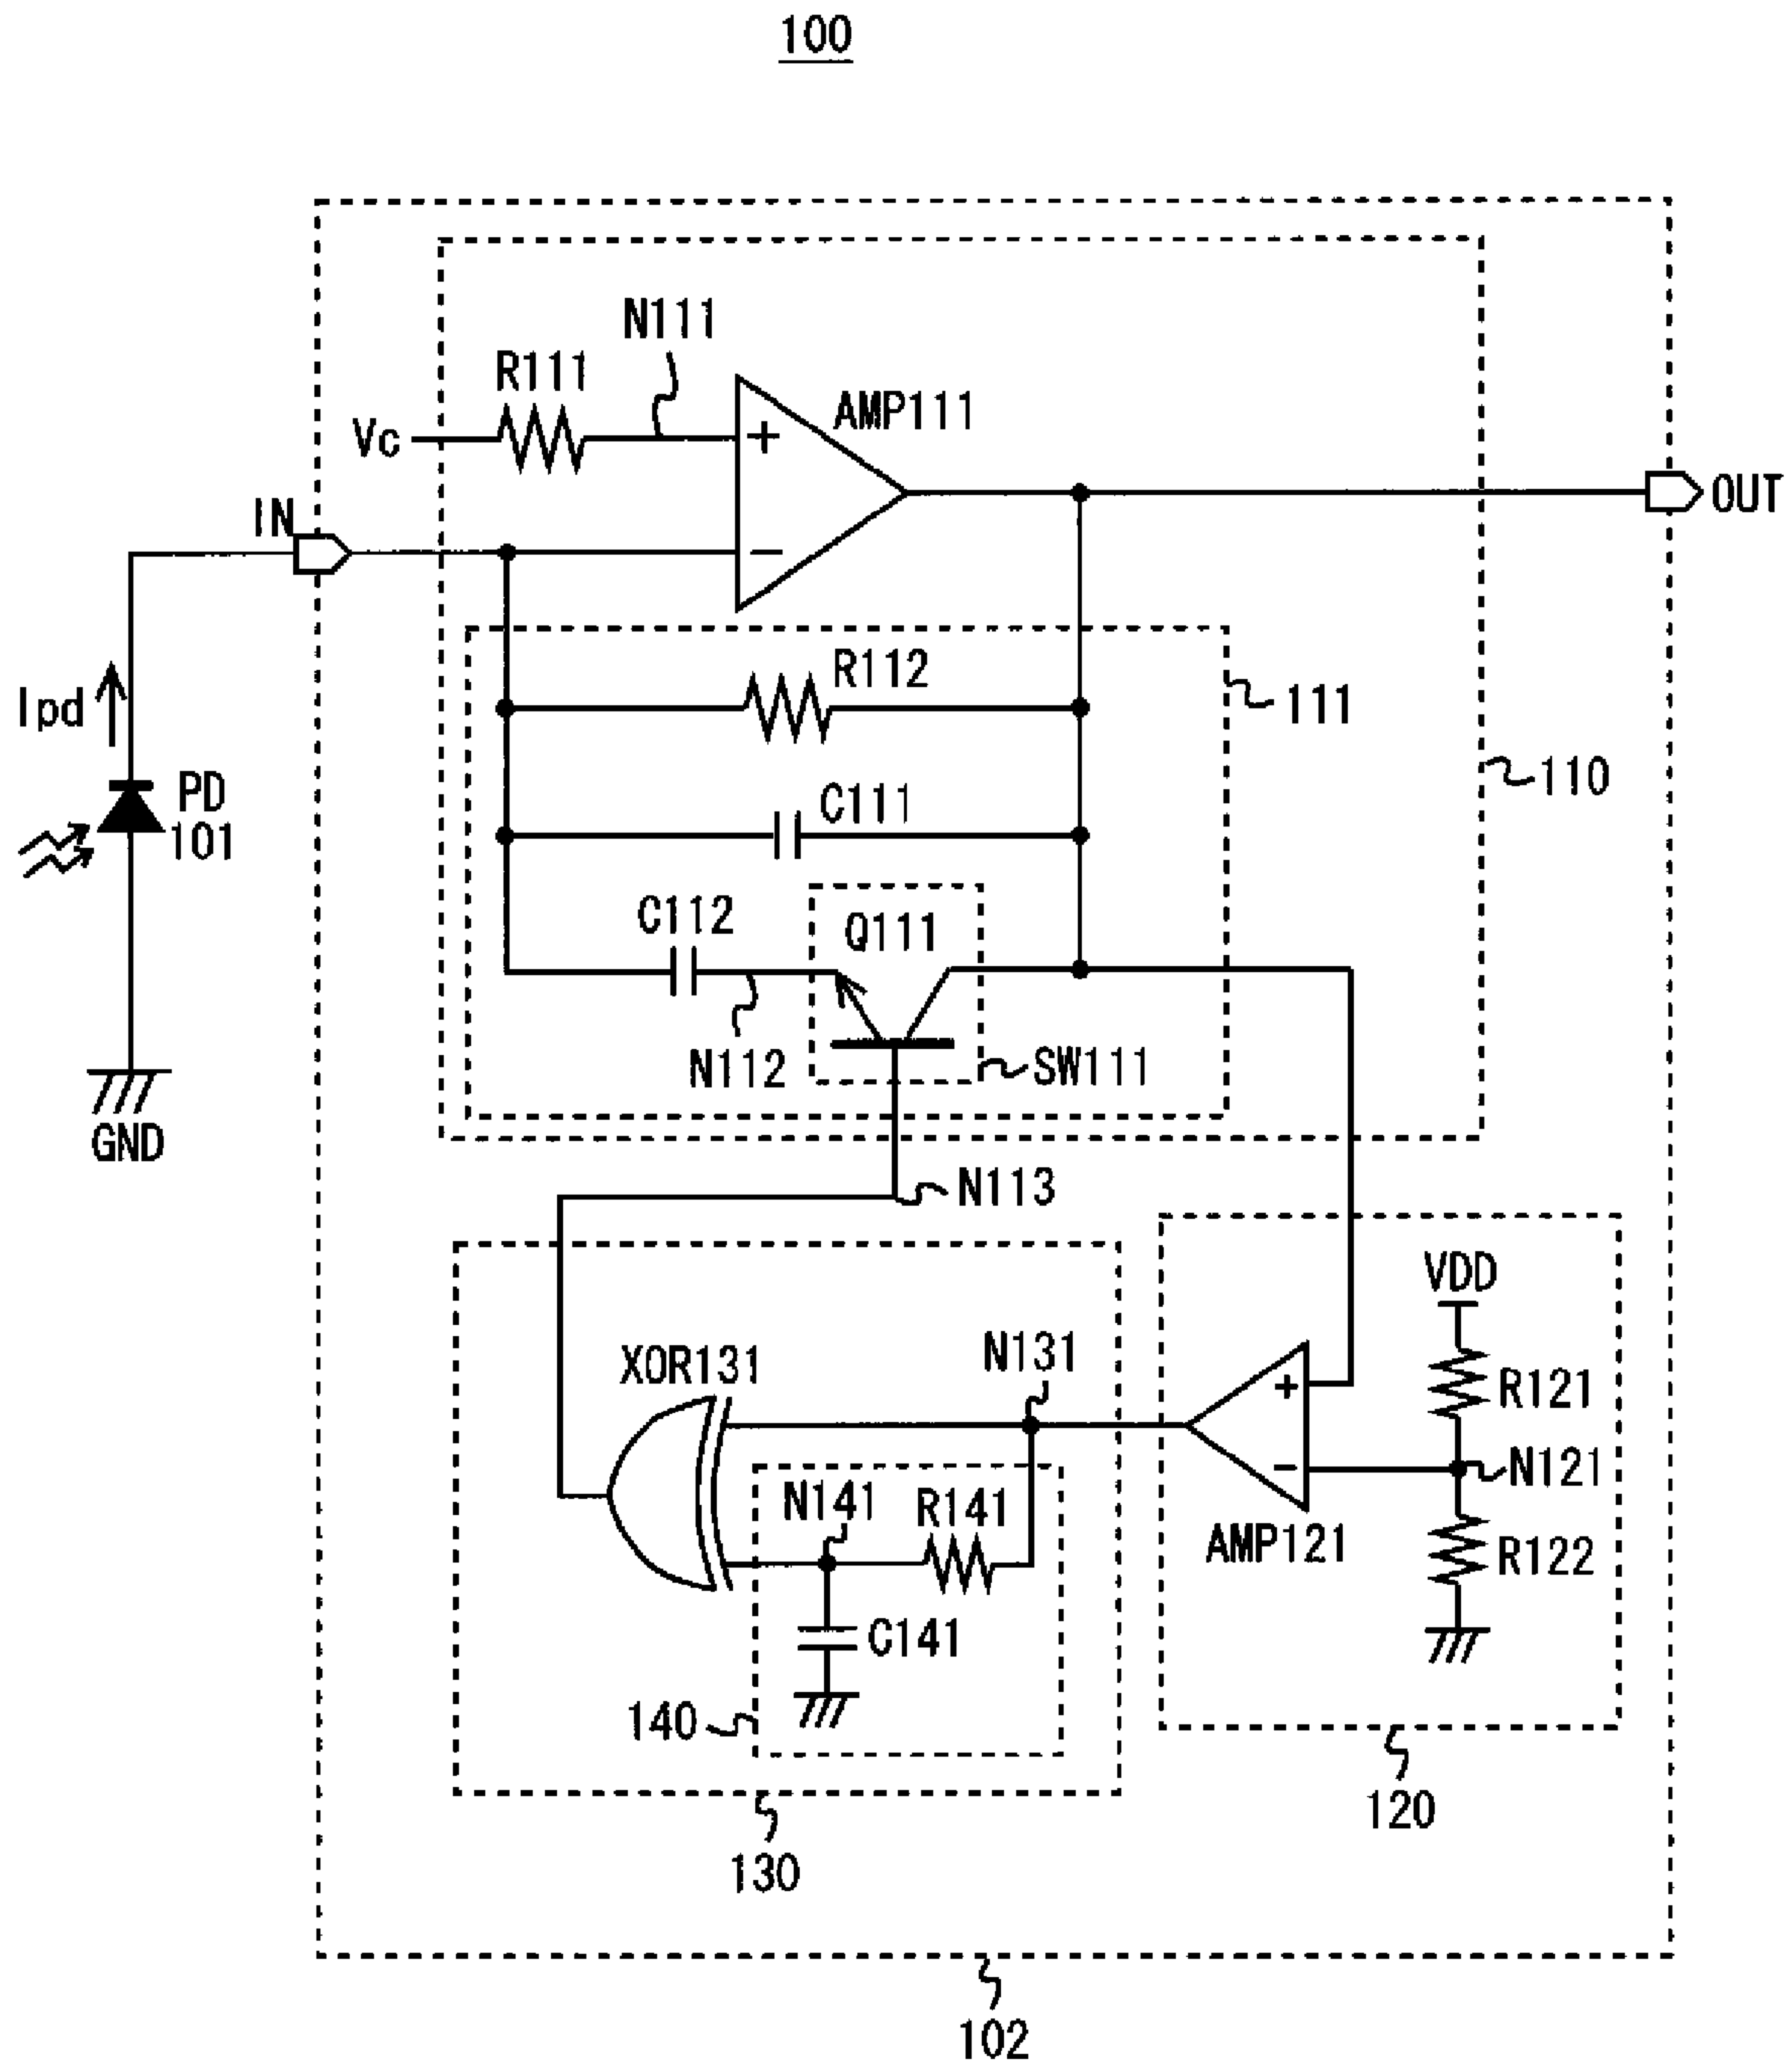 100
N111
R111
AMP111
Vc
+
IN
OUT
−
R112
111
Ipd
110
PD
101
C111
C112
Q111
N112
SW111
GND
N113
VDD
N131
XOR131
+
R121
N141
R141
−
N121
AMP121
R122
C141
140
120
130
102